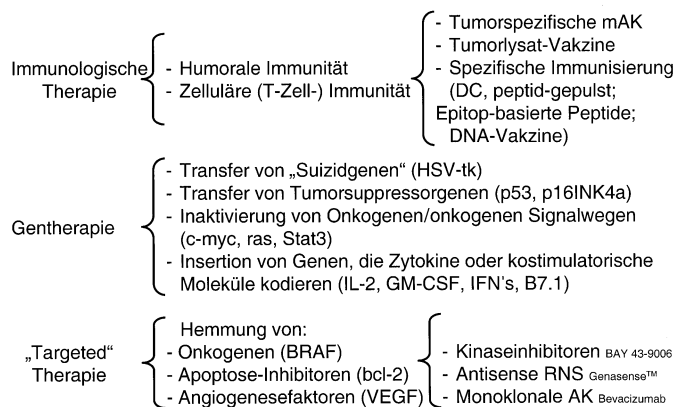 Immunologische
Therapie
- Humorale Immunität
- Zelluläre (T-Zell-) Immunität
- Tumorspezifische mAK
- Tumorlysat-Vakzine
- Spezifische Immunisierung
(DC, peptid-gepulst;
Epitop-basierte Peptide;
DNA-Vakzine)
Gentherapie
- Transfer von „Suizidgenen“ (HSV-tk)
- Transfer von Tumorsuppressorgenen (p53, p16INK4a)
- Inaktivierung von Onkogenen/onkogenen Signalwegen
(c-myc, ras, Stat3)
- Insertion von Genen, die Zytokine oder kostimulatorische
Moleküle kodieren (IL-2, GM-CSF, IFN's, B7.1)
„Targeted“
Therapie
Hemmung von:
- Onkogenen (BRAF)
- Apoptose-Inhibitoren (bcl-2)
- Angiogenesefaktoren (VEGF)
- Kinaseinhibitoren BAY 43-9006
- Antisense RNS Genasense™
- Monoklonale AK Bevacizumab